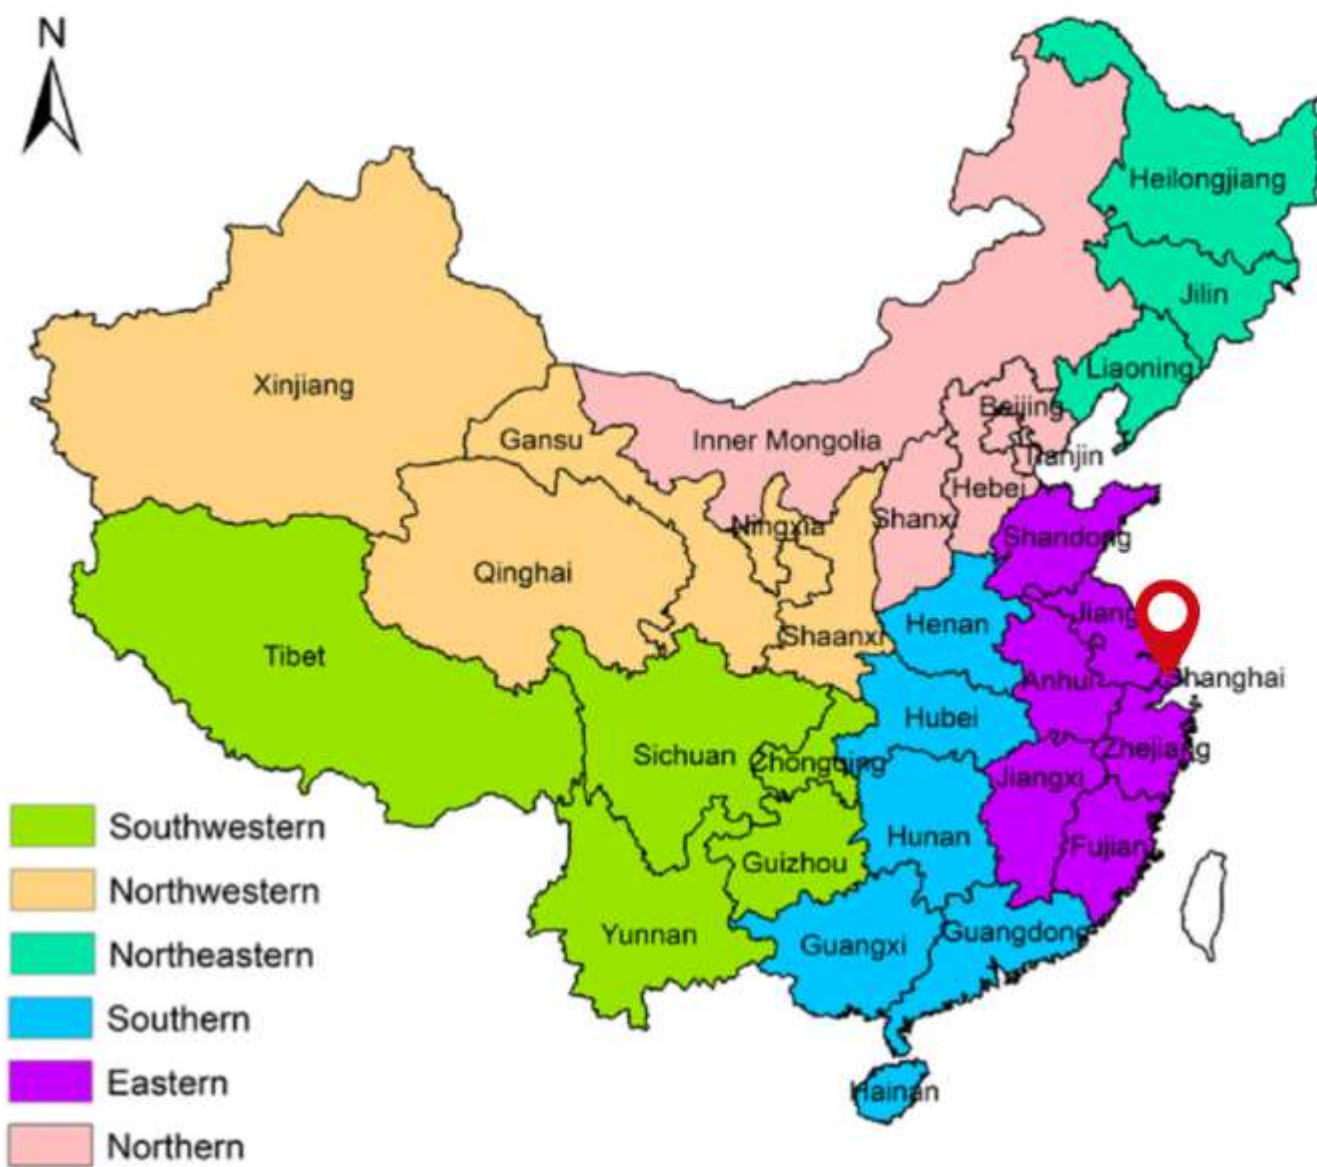 N
Heilongjiang
Jilin
Liaoning
Xinjiang
Gansu
Inner Mongolia
Beijing
Tianjin
Hebei
Shanxi
Ningxia
Shandong
Qinghai
Shaanxi
Henan
Jiang
Tibet
Anhui
Shanghai
Hubei
Sichuan
Chongqing
Zhejiang
Jiangxi
Hunan
Fujian
Guizhou
Yunnan
Guangxi
Guangdong
Hainan
Southwestern
Northwestern
Northeastern
Southern
Eastern
Northern